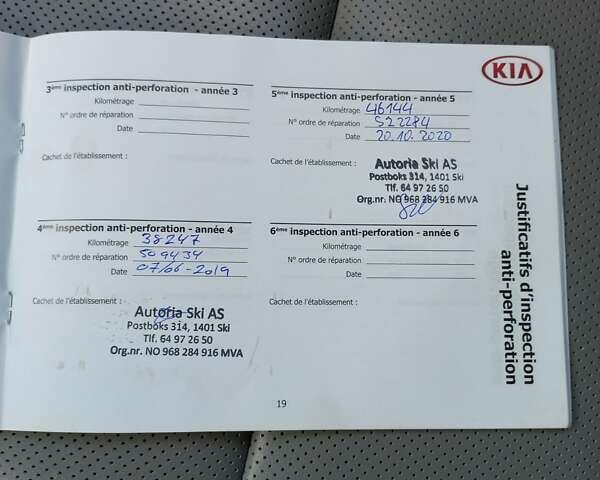 KIA
3ème inspection anti-perforation - année 3
Kilométrage
N° ordre de réparation
Date
Cachet de l'établissement :
4ème inspection anti-perforation - année 4
Kilométrage 38247
N° ordre de réparation 509434
Date 07/06-2019
Cachet de l'établissement :
Autoria Ski AS
Postboks 314, 1401 Ski
Tlf. 64 97 26 50
Org.nr. NO 968 284 916 MVA
5ème inspection anti-perforation - année 5
Kilométrage 46144
N° ordre de réparation 522284
Date 20.10.2020
Cachet de l'établissement :
Autoria Ski AS
Postboks 314, 1401 Ski
Tlf. 64 97 26 50
Org.nr. NO 968 284 916 MVA
6ème inspection anti-perforation - année 6
Kilométrage
N° ordre de réparation
Date
Cachet de l'établissement :
Justificatifs d'inspection
anti-perforation
19